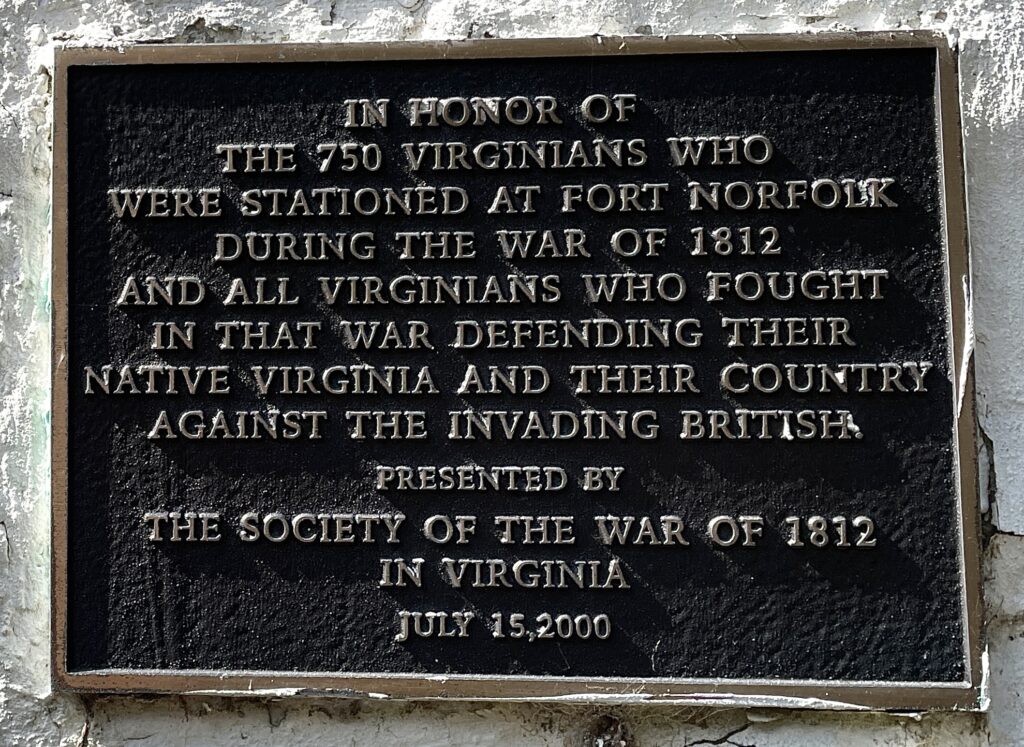 IN HONOR OF
THE 750 VIRGINIANS WHO
WERE STATIONED AT FORT NORFOLK
DURING THE WAR OF 1812
AND ALL VIRGINIANS WHO FOUGHT
IN THAT WAR DEFENDING THEIR
NATIVE VIRGINIA AND THEIR COUNTRY
AGAINST THE INVADING BRITISH.
PRESENTED BY
THE SOCIETY OF THE WAR OF 1812
IN VIRGINIA
JULY 15,2000